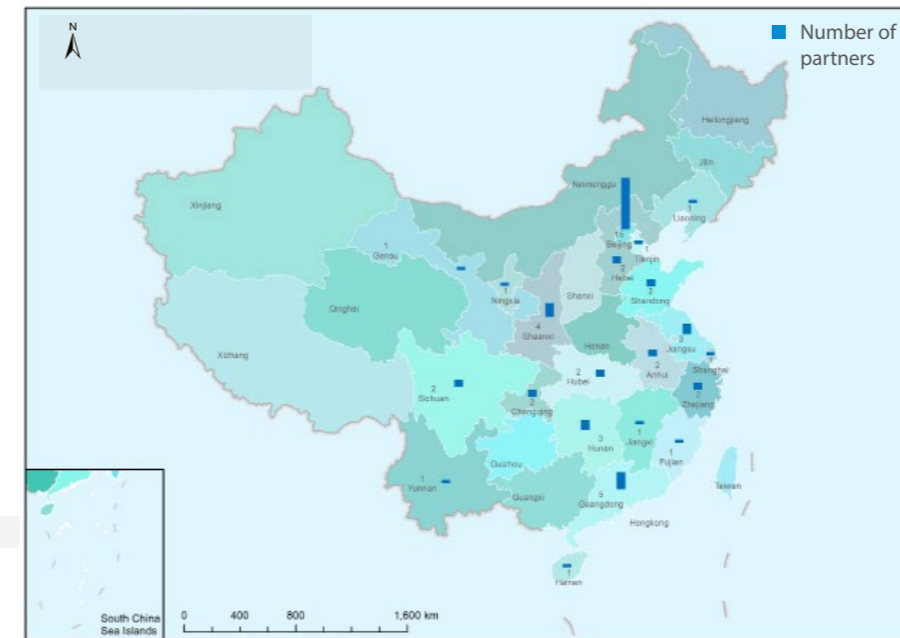 N
Number of
partners
Heilongjiang
Jilin
Neimenggu
1
Liaoning
Xinjiang
Beijing
1
Tianjin
2
Hebei
1
Gansu
1
Ningxia
Shanxi
2
Shandong
Qinghai
4
Shaanxi
Henan
3
Jiangsu
Xizhang
2
Anhui
1
Shanghai
2
Hubei
2
Sichuan
2
Chongqing
2
Zhejiang
3
Hunan
1
Jiangxi
1
Fujian
Guizhou
1
Yunnan
Guangxi
5
Guangdong
Taiwan
Hongkong
1
Hainan
South China
Sea Islands
0 400 800 1,600 km